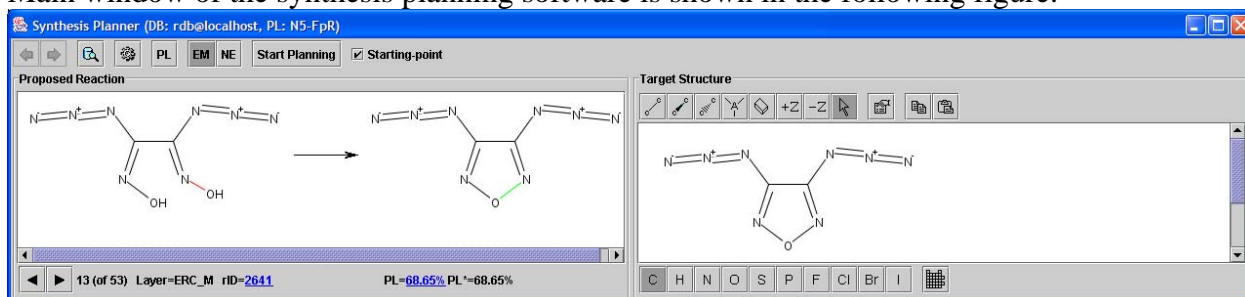 Main window of the synthesis planning software is shown in the following figure.
Synthesis Planner (DB: rdb@localhost, PL: N5-FpR)
PL EM NE Start Planning Starting-point
Proposed Reaction
N⁻ N⁺ N N N⁺ N⁻
N N
OH OH
N⁻ N⁺ N N N⁺ N⁻
N N
O
13 (of 53) Layer=ERC_M rID=2641 PL=68.65% PL*=68.65%
Target Structure
A +Z -Z
N⁻ N⁺ N N N⁺ N⁻
N N
O
C H N O S P F Cl Br I